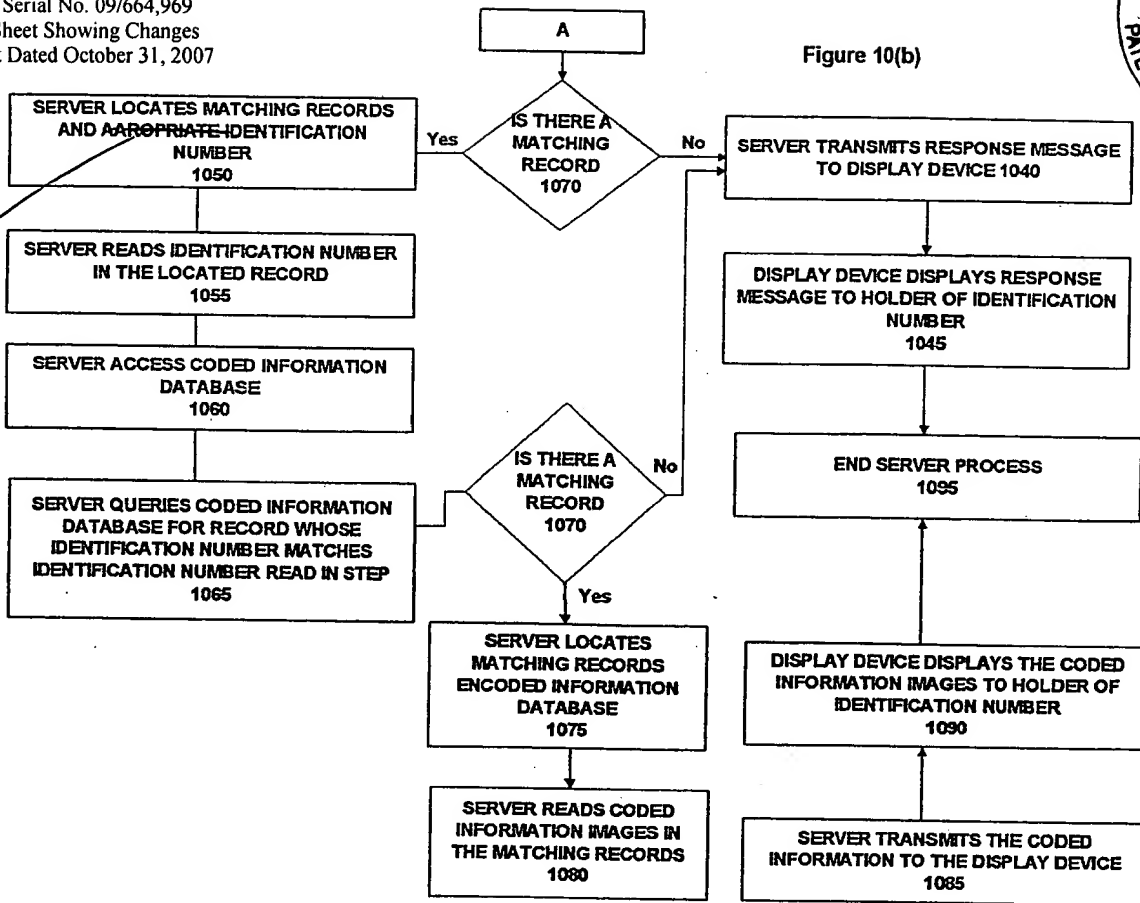 Serial No. 09/664,969
Sheet Showing Changes
Dated October 31, 2007
A
Figure 10(b)
SERVER LOCATES MATCHING RECORDS
AND AAROPRIATE IDENTIFICATION
NUMBER
1050
Yes
IS THERE A
MATCHING
RECORD
1070
No
SERVER TRANSMITS RESPONSE MESSAGE
TO DISPLAY DEVICE 1040
SERVER READS IDENTIFICATION NUMBER
IN THE LOCATED RECORD
1055
DISPLAY DEVICE DISPLAYS RESPONSE
MESSAGE TO HOLDER OF IDENTIFICATION
NUMBER
1045
SERVER ACCESS CODED INFORMATION
DATABASE
1060
SERVER QUERIES CODED INFORMATION
DATABASE FOR RECORD WHOSE
IDENTIFICATION NUMBER MATCHES
IDENTIFICATION NUMBER READ IN STEP
1065
IS THERE A
MATCHING
RECORD
1070
No
Yes
END SERVER PROCESS
1095
SERVER LOCATES
MATCHING RECORDS
ENCODED INFORMATION
DATABASE
1075
DISPLAY DEVICE DISPLAYS THE CODED
INFORMATION IMAGES TO HOLDER OF
IDENTIFICATION NUMBER
1090
SERVER READS CODED
INFORMATION IMAGES IN
THE MATCHING RECORDS
1080
SERVER TRANSMITS THE CODED
INFORMATION TO THE DISPLAY DEVICE
1085